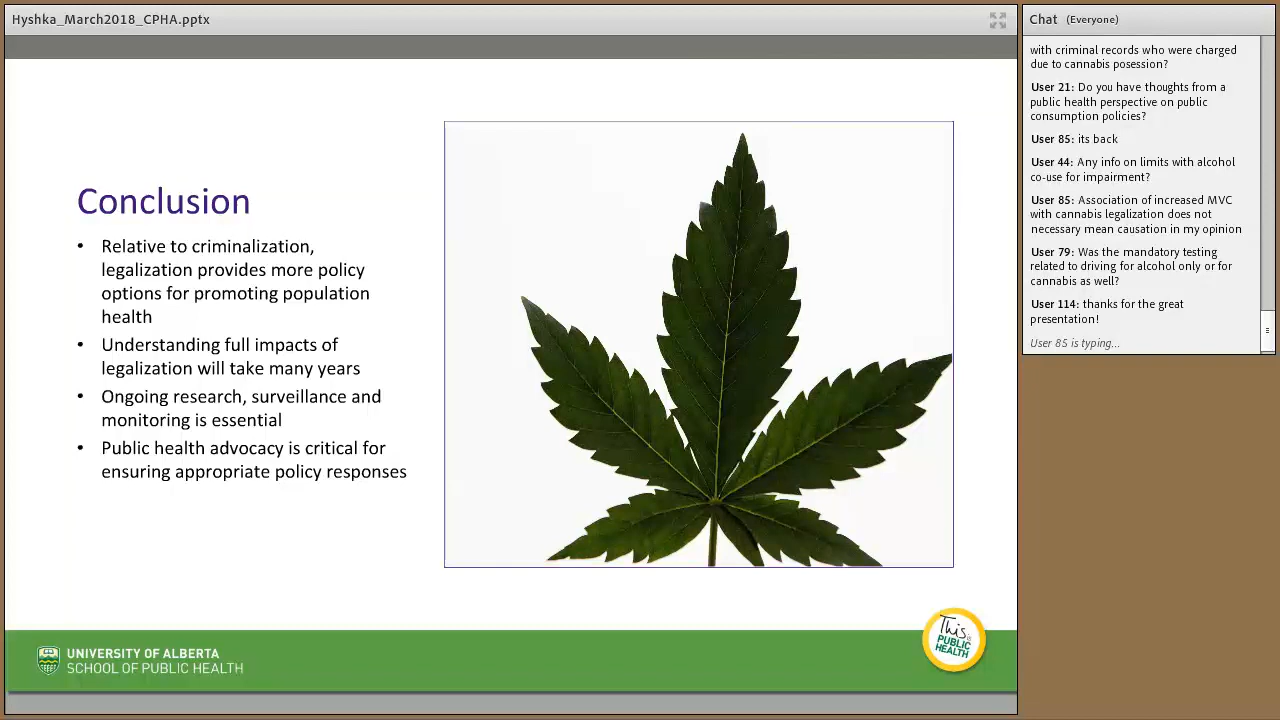 Hyshka_March2018_CPHA.pptx
Conclusion
• Relative to criminalization,
legalization provides more policy
options for promoting population
health
• Understanding full impacts of
legalization will take many years
• Ongoing research, surveillance and
monitoring is essential
• Public health advocacy is critical for
ensuring appropriate policy responses
UNIVERSITY OF ALBERTA
SCHOOL OF PUBLIC HEALTH
This
is
PUBLIC
HEALTH
Chat (Everyone)
with criminal records who were charged
due to cannabis posession?
User 21: Do you have thoughts from a
public health perspective on public
consumption policies?
User 85: its back
User 44: Any info on limits with alcohol
co-use for impairment?
User 85: Association of increased MVC
with cannabis legalization does not
necessary mean causation in my opinion
User 79: Was the mandatory testing
related to driving for alcohol only or for
cannabis as well?
User 114: thanks for the great
presentation!
User 85 is typing...